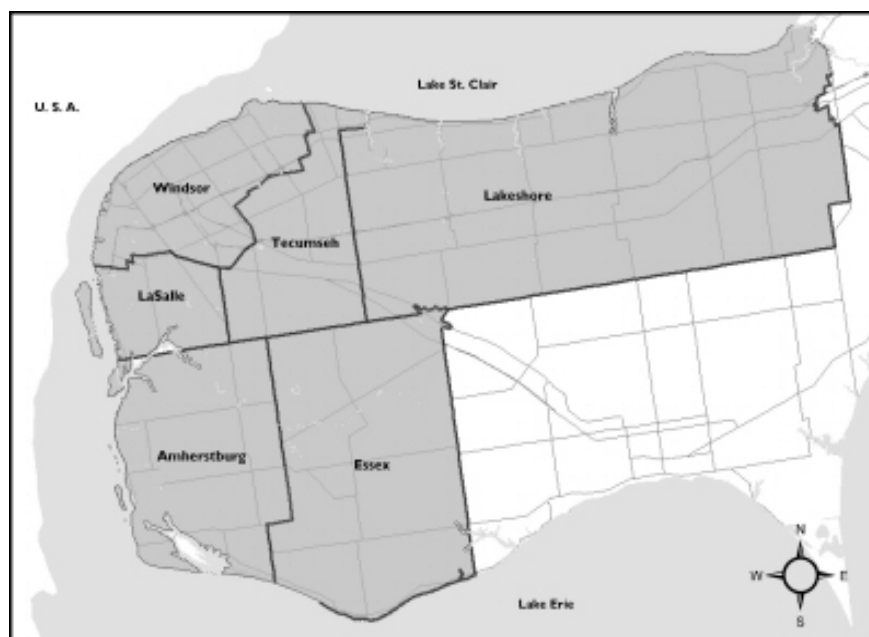 Lake St. Clair
U. S. A.
Windsor
Lakeshore
Tecumseh
LaSalle
Amherstburg
Essex
N
W
E
S
Lake Erie